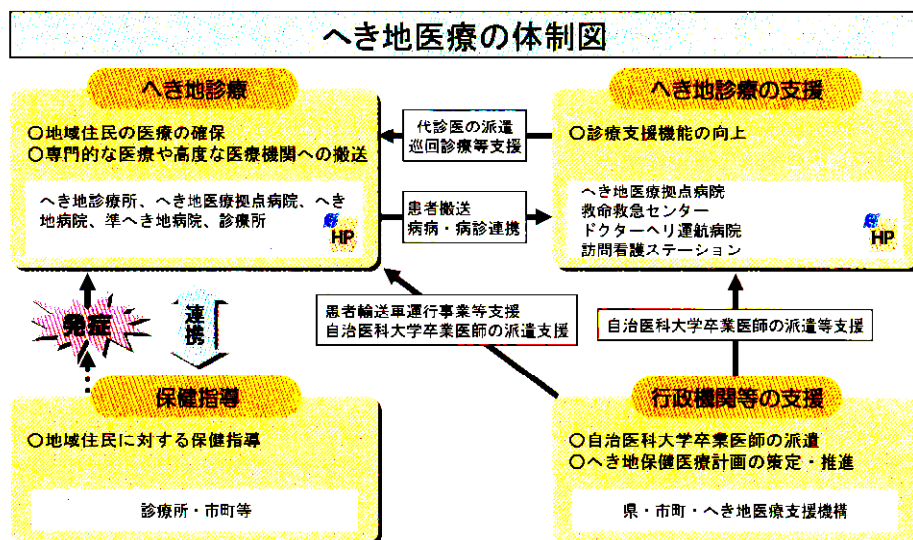 へき地医療の体制図
へき地診療
○地域住民の医療の確保
○専門的な医療や高度な医療機関への搬送
へき地診療所、へき地医療拠点病院、へき
地病院、準へき地病院、診療所
HP
代診医の派遣
巡回診療等支援
患者搬送
病病・病診連携
へき地診療の支援
○診療支援機能の向上
へき地医療拠点病院
救命救急センター
ドクターヘリ運航病院
訪問看護ステーション
HP
発症
連携
患者輸送車運行事業等支援
自治医科大学卒業医師の派遣支援
自治医科大学卒業医師の派遣等支援
保健指導
○地域住民に対する保健指導
診療所・市町等
行政機関等の支援
○自治医科大学卒業医師の派遣
○へき地保健医療計画の策定・推進
県・市町・へき地医療支援機構